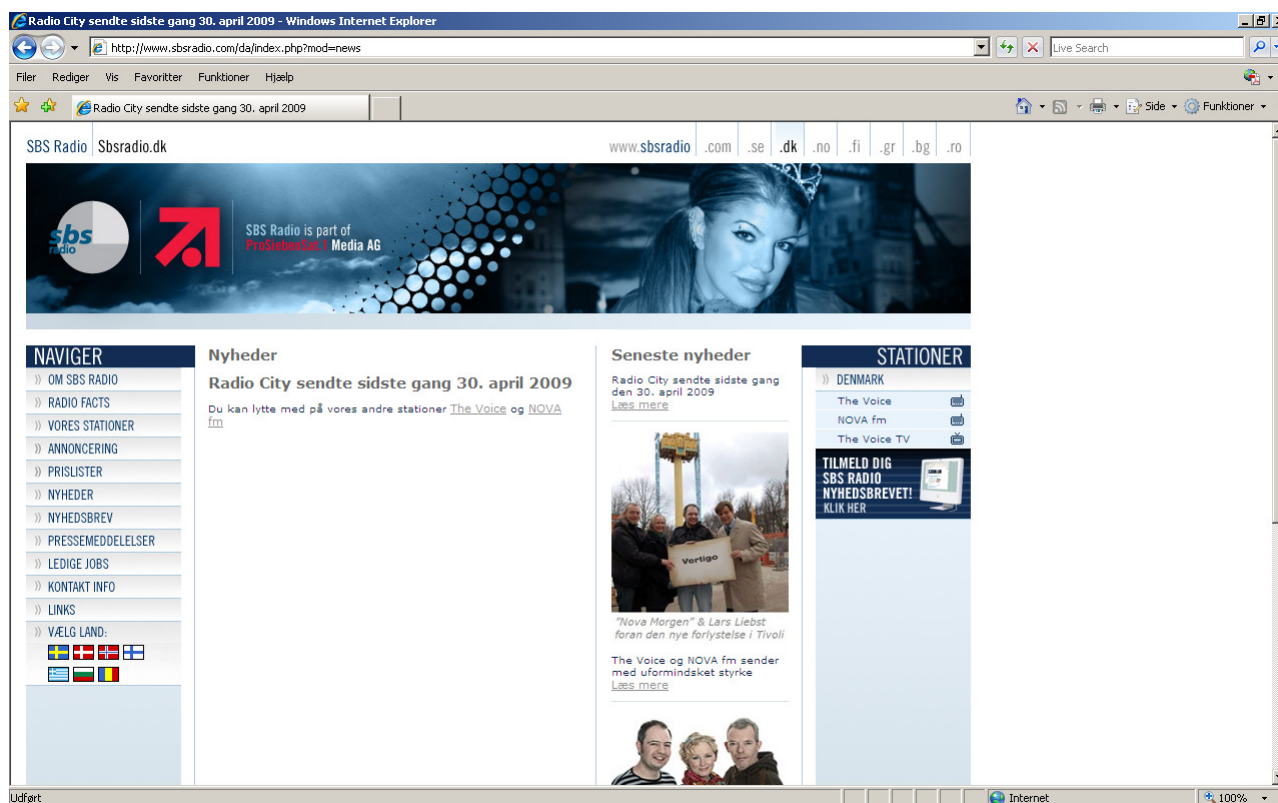 Radio City sendte sidste gang 30. april 2009 - Windows Internet Explorer
http://www.sbsradio.com/da/index.php?mod=news
Live Search
Filer Rediger Vis Favoritter Funktioner Hjælp
Radio City sendte sidste gang 30. april 2009
Side Funktioner
SBS Radio Sbsradio.dk
www.sbsradio .com .se .dk .no .fi .gr .bg .ro
sbs
radio
SBS Radio is part of
ProSiebenSat.1 Media AG
NAVIGER
OM SBS RADIO
RADIO FACTS
VORES STATIONER
ANNONCERING
PRISLISTER
NYHEDER
NYHEDSBREV
PRESSEMEDDELELSER
LEDIGE JOBS
KONTAKT INFO
LINKS
VÆLG LAND:
Nyheder
Radio City sendte sidste gang 30. april 2009
Du kan lytte med på vores andre stationer The Voice og NOVA
fm
Seneste nyheder
Radio City sendte sidste gang
den 30. april 2009
Læs mere
Vertigo
"Nova Morgen" & Lars Liebst
foran den nye forlystelse i Tivoli
The Voice og NOVA fm sender
med uformindsket styrke
Læs mere
STATIONER
DENMARK
The Voice
NOVA fm
The Voice TV
TILMELD DIG
SBS RADIO
NYHEDSBREVET!
KLIK HER
Udført
Internet
100%